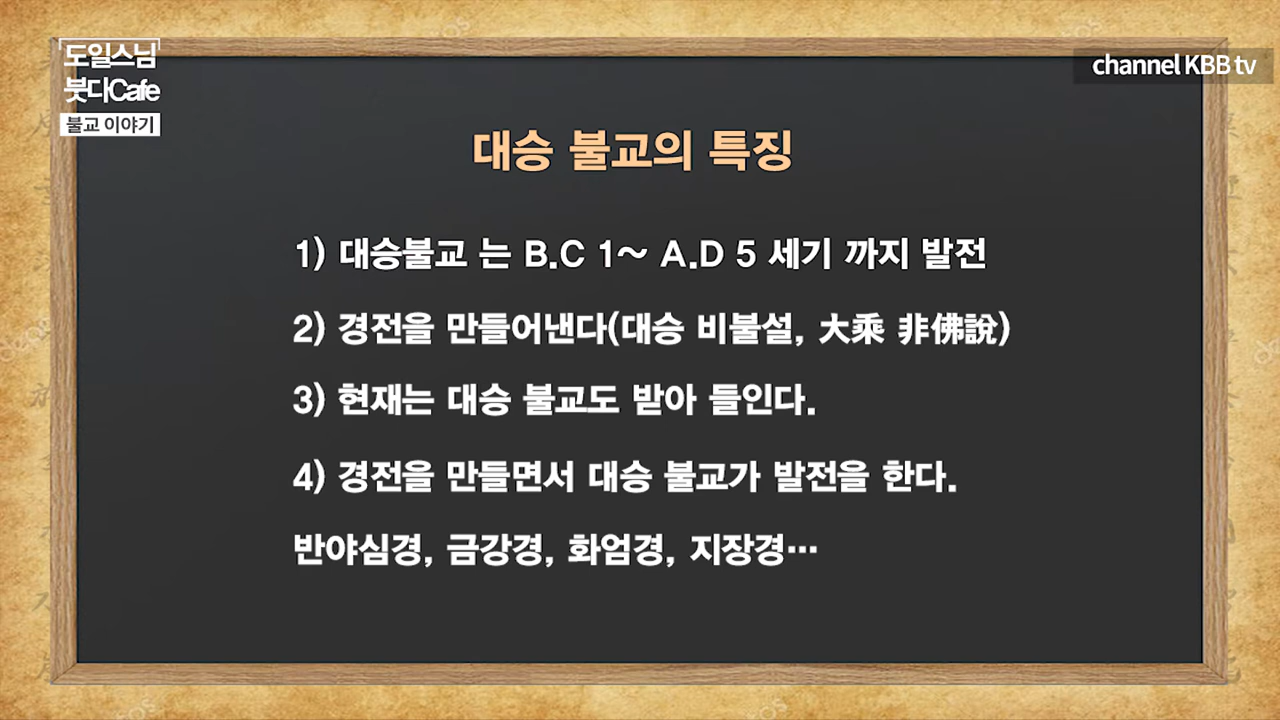 도일스님
붓다Cafe
불교 이야기
channel KBB tv
대승 불교의 특징
1) 대승불교 는 B.C 1~ A.D 5 세기 까지 발전
2) 경전을 만들어낸다(대승 비불설, 大乘 非佛說)
3) 현재는 대승 불교도 받아 들인다.
4) 경전을 만들면서 대승 불교가 발전을 한다.
반야심경, 금강경, 화엄경, 지장경…